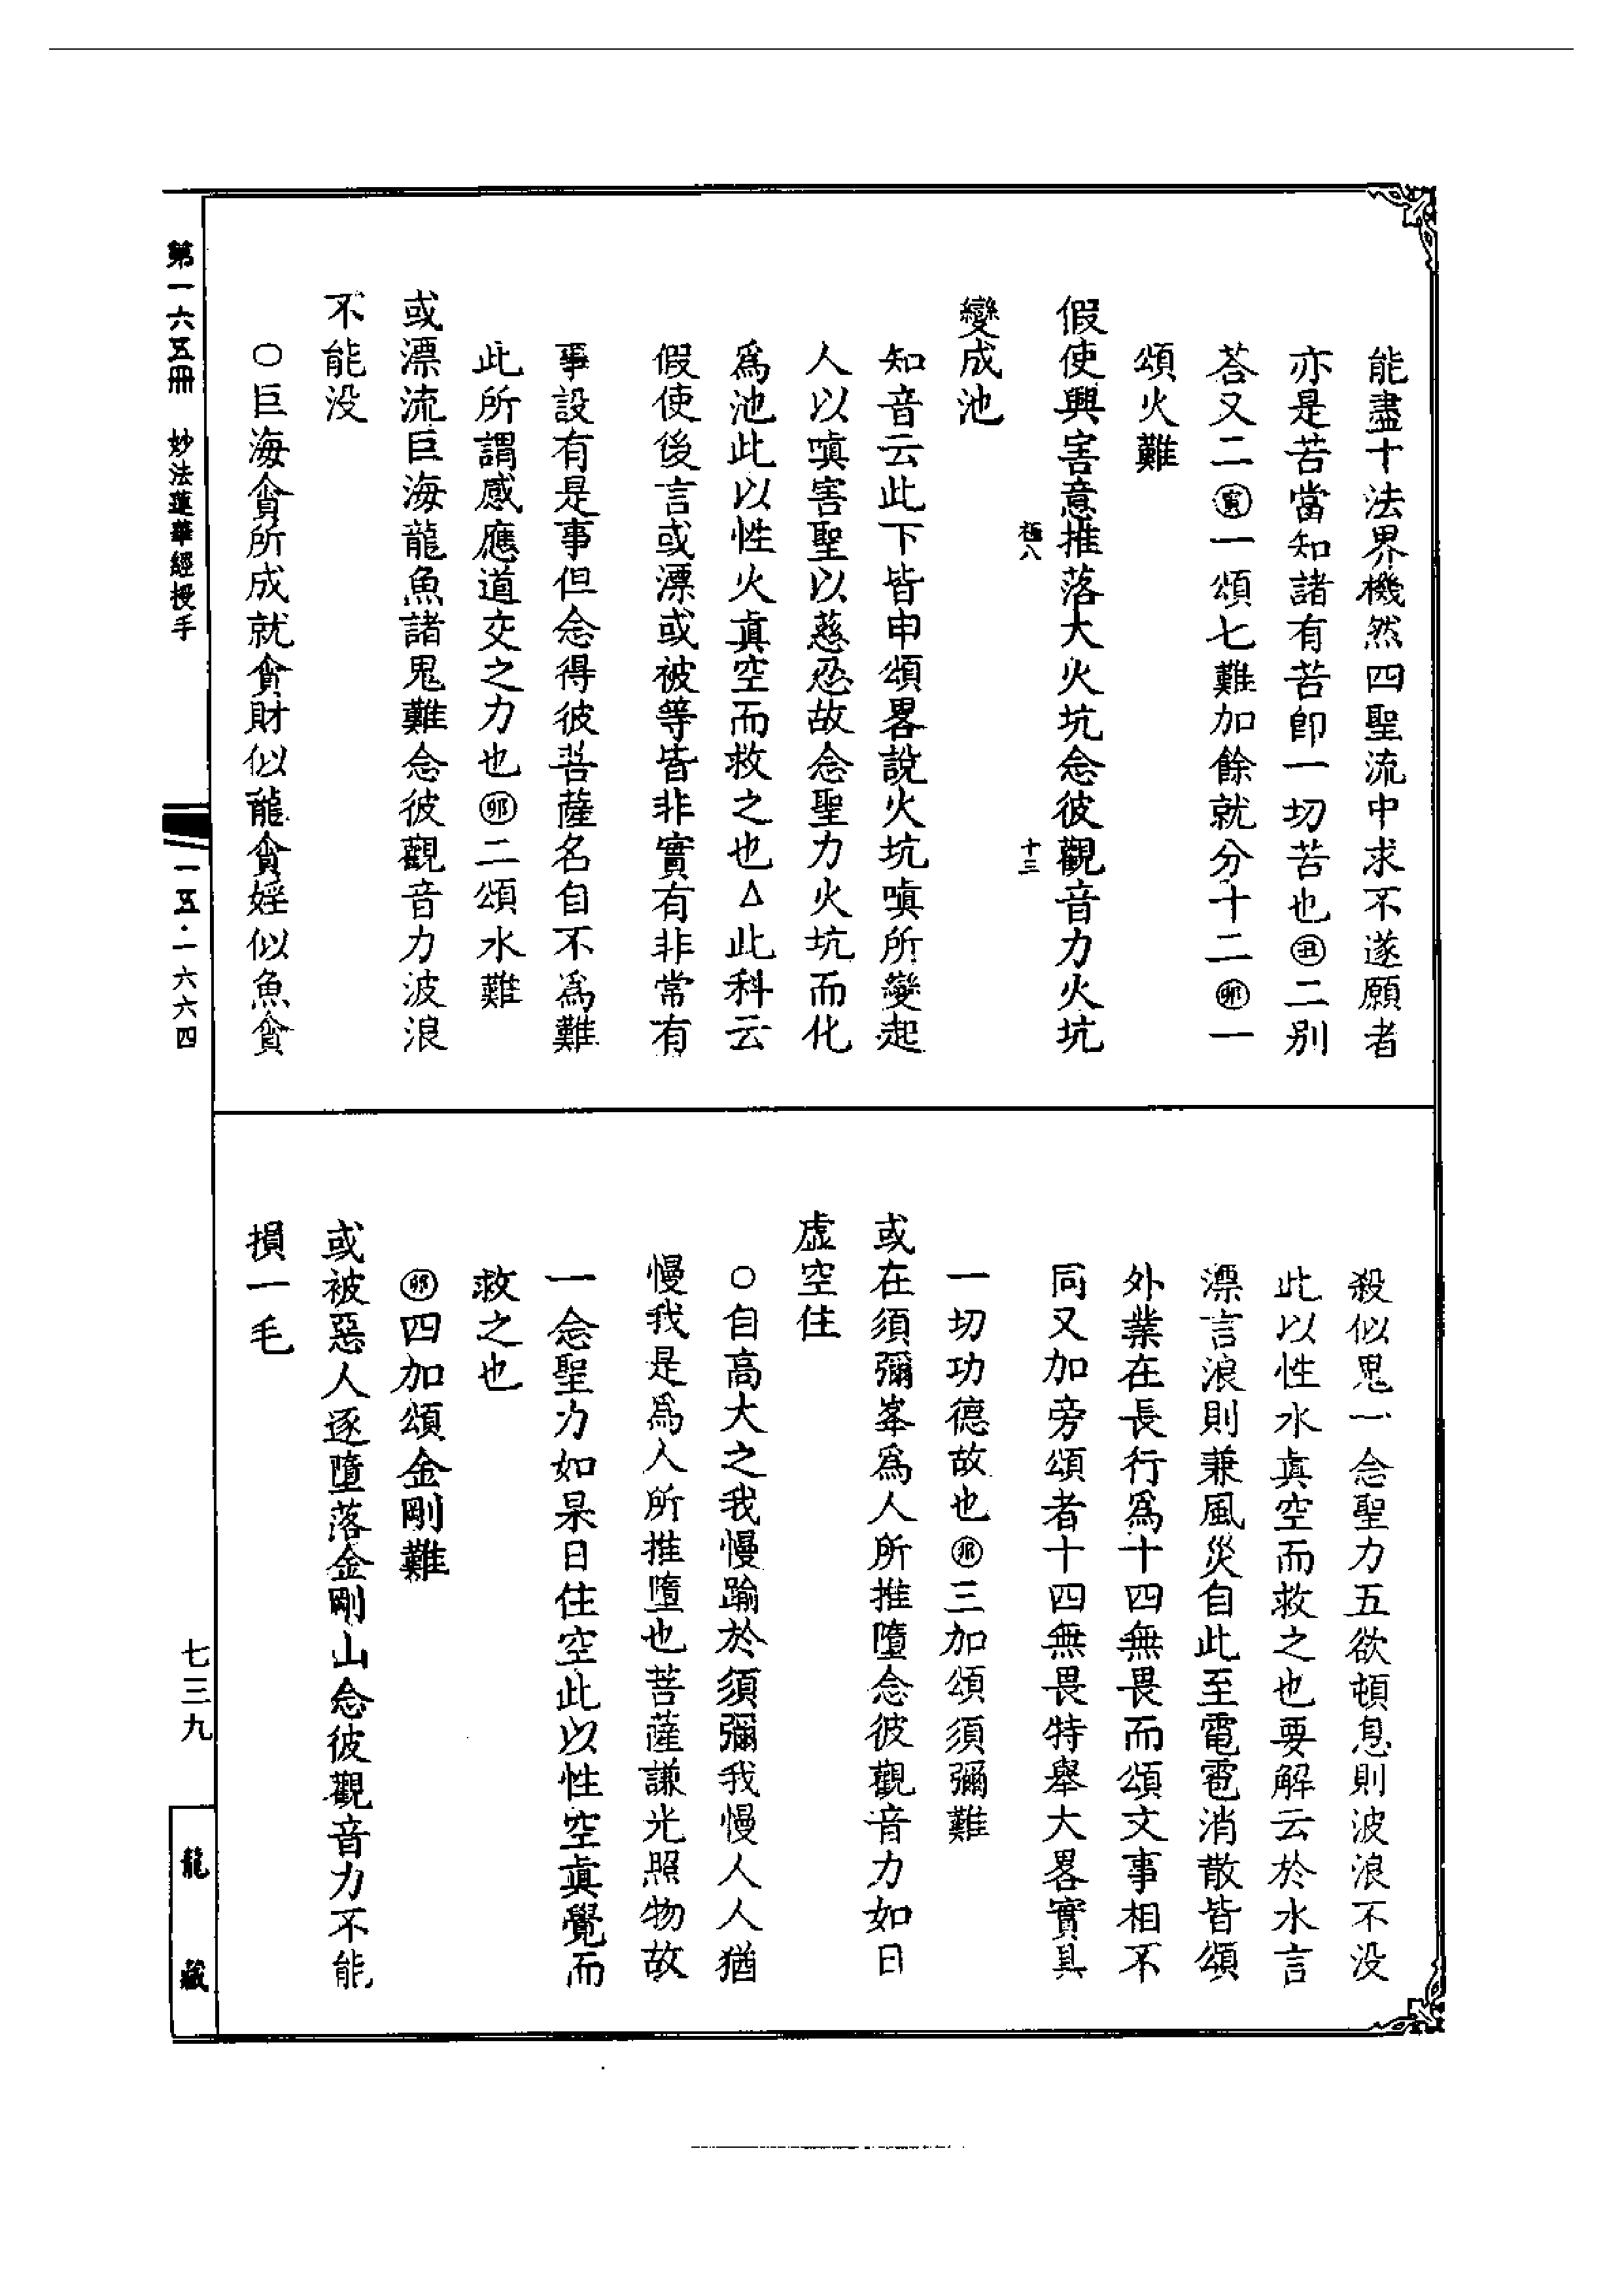 能盡十法界機然四聖流中求不遂願者
亦是苦當知諸有苦卽一切苦也㊄丑二別
荅又二㊄寅一頌七難加餘就分十二㊄卯一
頌火難
假使興害意推落大火坑念彼觀音力火坑
極八
十三
變成池
知音云此下皆申頌畧說火坑嗔所變起
人以嗔害聖以慈忍故念聖力火坑而化
爲池此以性火眞空而救之也△此科云
假使後言或漂或被等皆非實有非常有
事設有是事但念得彼菩薩名自不爲難
此所謂感應道交之力也卯二頌水難
或漂流巨海龍魚諸鬼難念彼觀音力波浪
不能没
○巨海貪所成就貪財似龍貪婬似魚貪
殺似鬼一念聖力五欲頓息則波浪不没
此以性水眞空而救之也要解云於水言
漂言浪則兼風災自此至雲雹消散皆頌
外業在長行爲十四無畏而頌文事相不
同又加旁頌者十四無畏特舉大畧實具
一切功德故也卯三加頌須彌難
或在須彌峯爲人所推墮念彼觀音力如日
虛空住
○自高大之我慢踰於須彌我慢人人猶
慢我是爲人所推墮也菩薩謙光照物故
一念聖力如杲日住空此以性空眞覺而
救之也
卯四加頌金剛難
或被惡人逐墮落金剛山念彼觀音力不能
損一毛
第一六五冊　妙法蓮華經授手
一五·一六六四
七三九
龍藏